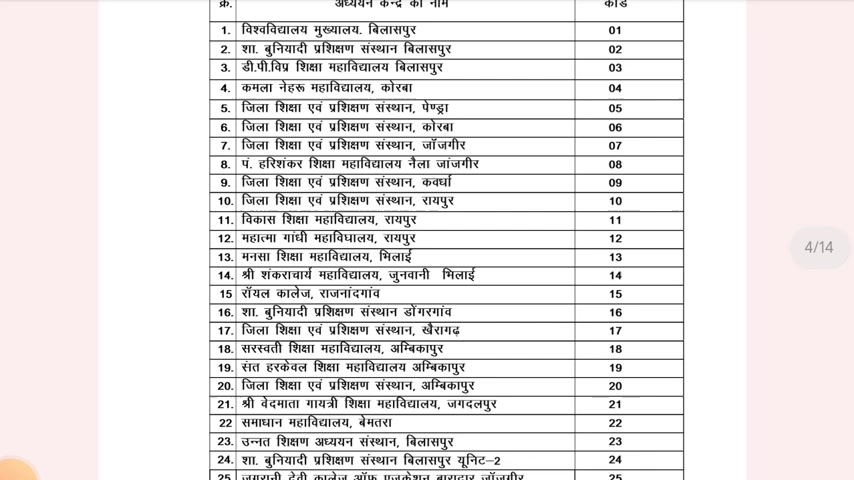 क्र. अध्ययन केन्द्र का नाम कोड
1. विश्वविद्यालय मुख्यालय. बिलासपुर 01
2. शा. बुनियादी प्रशिक्षण संस्थान बिलासपुर 02
3. डी.पी.विप्र शिक्षा महाविद्यालय बिलासपुर 03
4. कमला नेहरू महाविद्यालय, कोरबा 04
5. जिला शिक्षा एवं प्रशिक्षण संस्थान, पेण्ड्रा 05
6. जिला शिक्षा एवं प्रशिक्षण संस्थान, कोरबा 06
7. जिला शिक्षा एवं प्रशिक्षण संस्थान, जॉजगीर 07
8. पं. हरिशंकर शिक्षा महाविद्यालय नैला जांजगीर 08
9. जिला शिक्षा एवं प्रशिक्षण संस्थान, कवर्घा 09
10. जिला शिक्षा एवं प्रशिक्षण संस्थान, रायपुर 10
11. विकास शिक्षा महाविद्यालय, रायपुर 11
12. महात्मा गांधी महाविघालय, रायपुर 12
13. मनसा शिक्षा महाविद्यालय, भिलाई 13
14. श्री शंकराचार्य महाविद्यालय, जुनवानी भिलाई 14
15 रॉयल कालेज, राजनांदगांव 15
16. शा. बुनियादी प्रशिक्षण संस्थान डोंगरगांव 16
17. जिला शिक्षा एवं प्रशिक्षण संस्थान, खैरागढ़ 17
18. सरस्वती शिक्षा महाविद्यालय, अम्बिकापुर 18
19. संत हरकेवल शिक्षा महाविद्यालय अम्बिकापुर 19
20. जिला शिक्षा एवं प्रशिक्षण संस्थान, अम्बिकापुर 20
21. श्री वेदमाता गायत्री शिक्षा महाविद्यालय, जगदलपुर 21
22 समाधान महाविद्यालय, बेमतरा 22
23. उन्नत शिक्षण अध्ययन संस्थान, बिलासपुर 23
24. शा. बुनियादी प्रशिक्षण संस्थान बिलासपुर यूनिट-2 24
25. जगरानी देवी कालेज ऑफ एजुकेशन बाराद्वार जॉजगीर 25
4/14